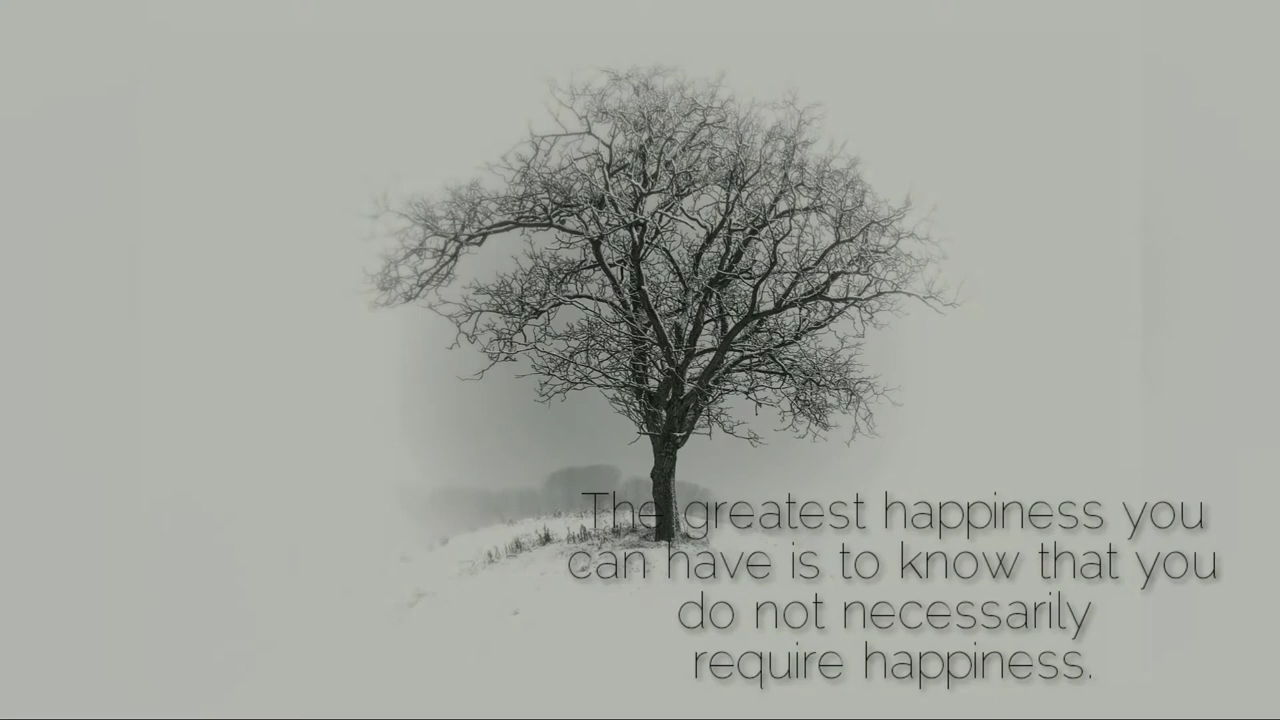 The greatest happiness you
can have is to know that you
do not necessarily
require happiness.